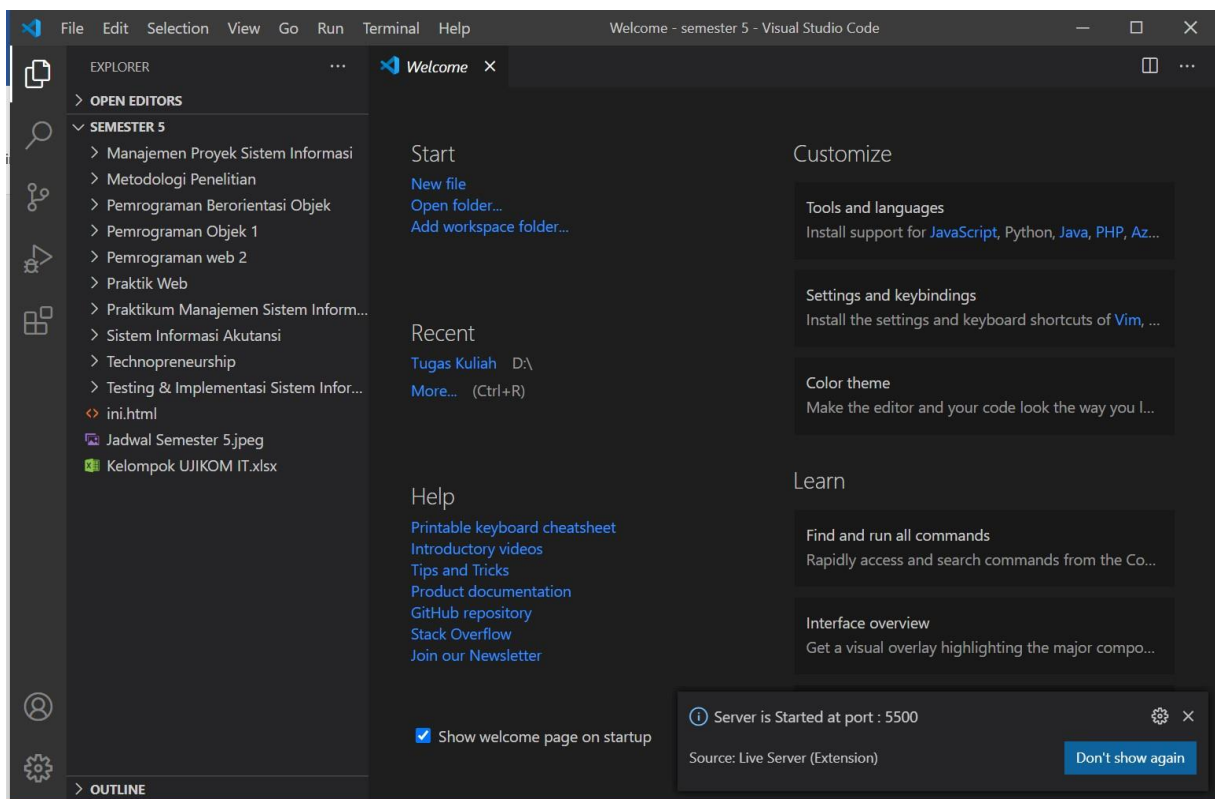 File Edit Selection View Go Run Terminal Help Welcome - semester 5 - Visual Studio Code
EXPLORER
OPEN EDITORS
SEMESTER 5
Manajemen Proyek Sistem Informasi
Metodologi Penelitian
Pemrograman Berorientasi Objek
Pemrograman Objek 1
Pemrograman web 2
Praktik Web
Praktikum Manajemen Sistem Inform...
Sistem Informasi Akutansi
Technopreneurship
Testing & Implementasi Sistem Infor...
ini.html
Jadwal Semester 5.jpeg
Kelompok UJIKOM IT.xlsx
OUTLINE
Welcome
Start
New file
Open folder...
Add workspace folder...
Recent
Tugas Kuliah D:\
More... (Ctrl+R)
Help
Printable keyboard cheatsheet
Introductory videos
Tips and Tricks
Product documentation
GitHub repository
Stack Overflow
Join our Newsletter
Show welcome page on startup
Customize
Tools and languages
Install support for JavaScript, Python, Java, PHP, Az...
Settings and keybindings
Install the settings and keyboard shortcuts of Vim, ...
Color theme
Make the editor and your code look the way you l...
Learn
Find and run all commands
Rapidly access and search commands from the Co...
Interface overview
Get a visual overlay highlighting the major compo...
Server is Started at port : 5500
Source: Live Server (Extension)
Don't show again